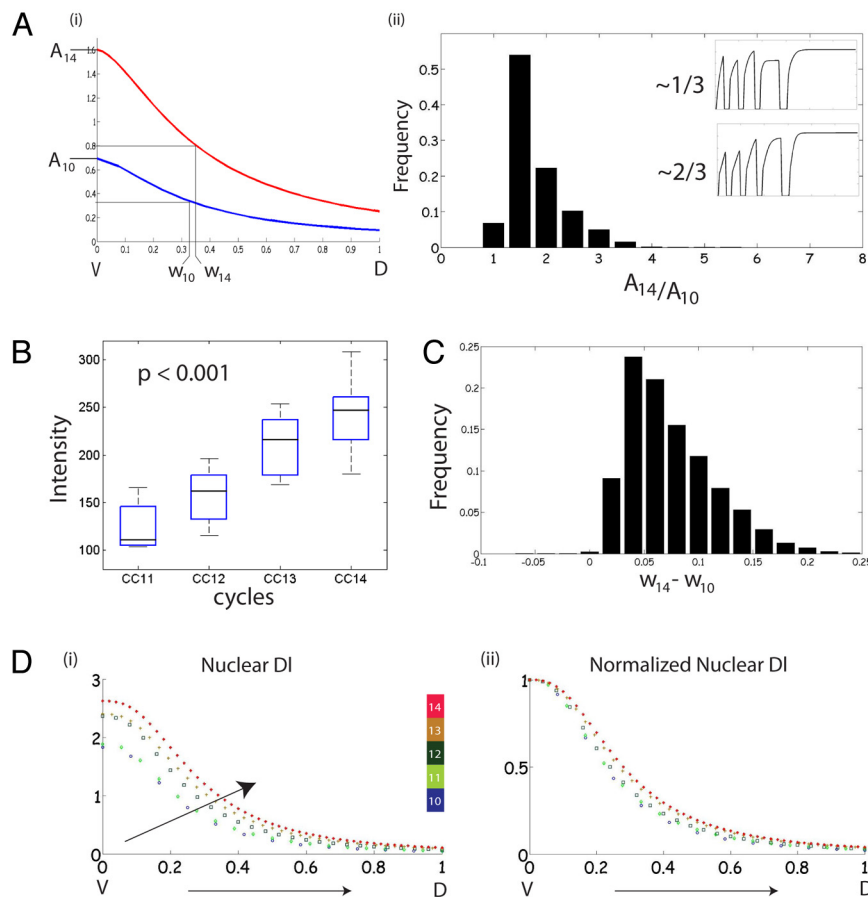 A
(i)
A14
1.6
1.4
1.2
1
0.8
A10
0.6
0.4
0.2
0
0 0.1 0.2 0.3 0.4 0.5 0.6 0.7 0.8 0.9 1
V w10 w14 D
(ii)
0.5
0.4
0.3
0.2
0.1
0
Frequency
~1/3
~2/3
0 1 2 3 4 5 6 7 8
A14/A10
B
p < 0.001
300
250
200
150
100
Intensity
CC11 CC12 CC13 CC14
cycles
C
0.25
0.2
0.15
0.1
0.05
0
Frequency
-0.1 -0.05 0 0.05 0.1 0.15 0.2 0.25
w14 - w10
D
(i)
Nuclear Dl
3
2
1
0
14
13
12
11
10
0 0.2 0.4 0.6 0.8 1
V D
(ii)
Normalized Nuclear Dl
1
0.5
0
0 0.2 0.4 0.6 0.8 1
V D